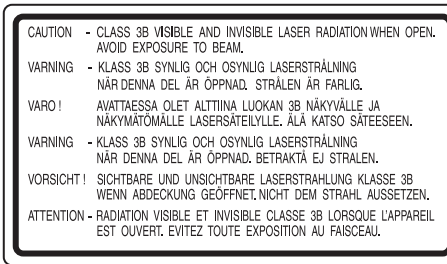 CAUTION - CLASS 3B VISIBLE AND INVISIBLE LASER RADIATION WHEN OPEN.
AVOID EXPOSURE TO BEAM.
VARNING - KLASS 3B SYNLIG OCH OSYNLIG LASERSTRÅLNING
NÄR DENNA DEL ÄR ÖPPNAD. STRÅLEN ÄR FARLIG.
VARO! AVATTAESSA OLET ALTTIINA LUOKAN 3B NÄKYVÄLLE JA
NÄKYMÄTÖMÄLLE LASERSÄTEILYLLE. ÄLÄ KATSO SÄTEESEEN.
VARNING - KLASS 3B SYNLIG OCH OSYNLIG LASERSTRÅLNING
NÄR DENNA DEL ÄR ÖPPNAD. BETRAKTA EJ STRALEN.
VORSICHT! SICHTBARE UND UNSICHTBARE LASERSTRAHLUNG KLASSE 3B
WENN ABDECKUNG GEÖFFNET. NICHT DEM STRAHL AUSSETZEN.
ATTENTION - RADIATION VISIBLE ET INVISIBLE CLASSE 3B LORSQUE L'APPAREIL
EST OUVERT. EVITEZ TOUTE EXPOSITION AU FAISCEAU.